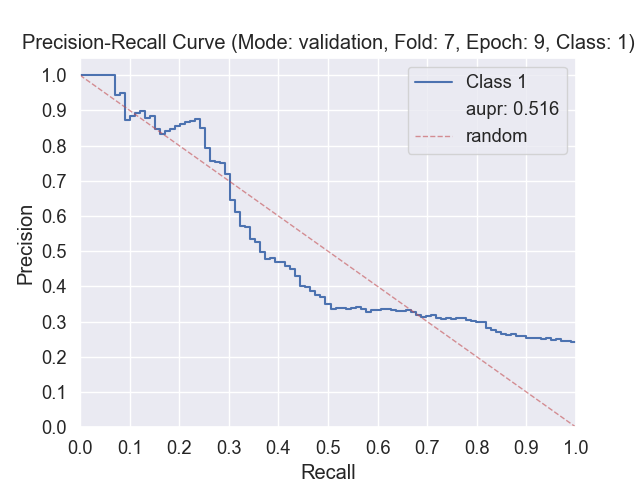 Precision-Recall Curve (Mode: validation, Fold: 7, Epoch: 9, Class: 1)
Class 1
aupr: 0.516
random
Precision
1.0
0.9
0.8
0.7
0.6
0.5
0.4
0.3
0.2
0.1
0.0
0.0 0.1 0.2 0.3 0.4 0.5 0.6 0.7 0.8 0.9 1.0
Recall